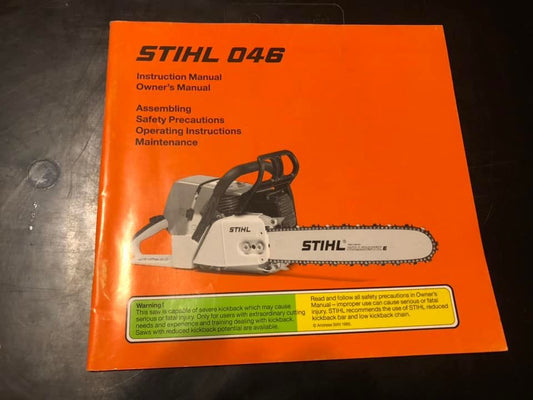 STIHL 046
Instruction Manual
Owner's Manual
Assembling
Safety Precautions
Operating Instructions
Maintenance
STIHL
STIHL®
E
Warning!
This saw is capable of severe kickback which may cause
serious or fatal injury. Only for users with extraordinary cutting
needs and experience and training dealing with kickback.
Saws with reduced kickback potential are available.
Read and follow all safety precautions in Owner's
Manual – improper use can cause serious or fatal
injury. STIHL recommends the use of STIHL reduced
kickback bar and low kickback chain.
© Andreas Stihl 1993